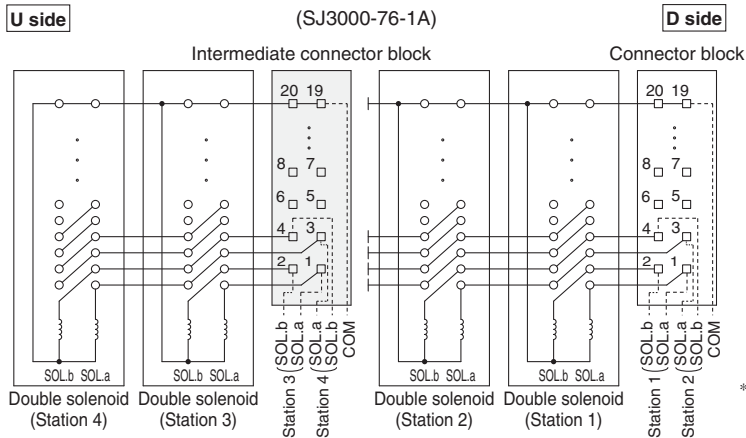 U side
(SJ3000-76-1A)
D side
Intermediate connector block
Connector block
20 19
20 19
8 7
8 7
6 5
6 5
4 3
4 3
2 1
2 1
SOL.b SOL.a
SOL.b SOL.a
SOL.b SOL.a
SOL.b SOL.a
Double solenoid
(Station 4)
Double solenoid
(Station 3)
Station 3 (SOL.b
SOL.a
Station 4 (SOL.a
SOL.b
COM
Double solenoid
(Station 2)
Double solenoid
(Station 1)
Station 1 (SOL.b
SOL.a
Station 2 (SOL.a
SOL.b
COM
*